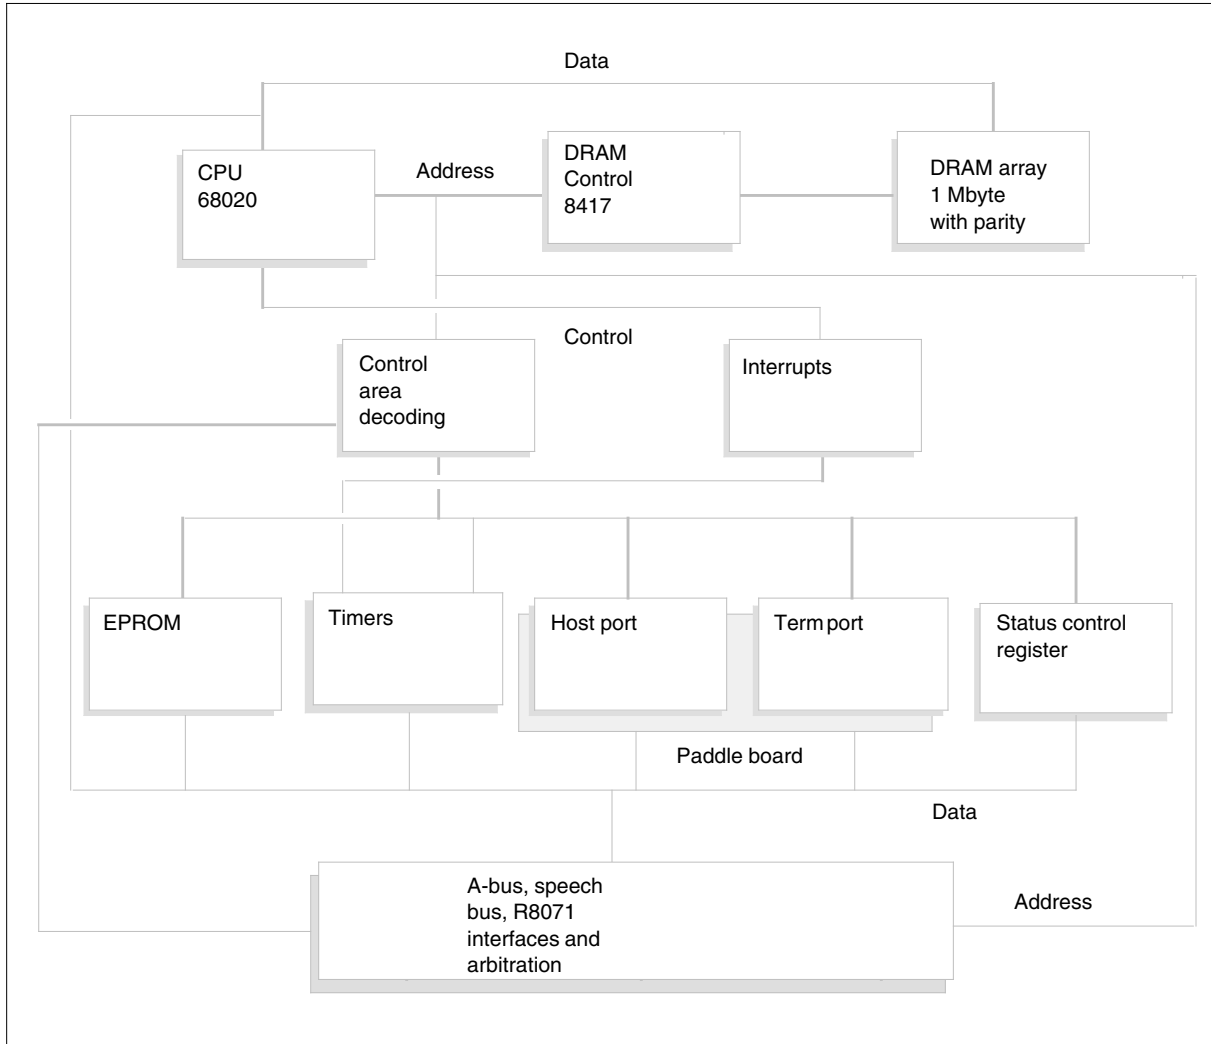 Data
CPU
68020
Address
DRAM
Control
8417
DRAM array
1 Mbyte
with parity
Control
Control
area
decoding
Interrupts
EPROM
Timers
Host port
Term port
Status control
register
Paddle board
Data
A-bus, speech
bus, R8071
interfaces and
arbitration
Address